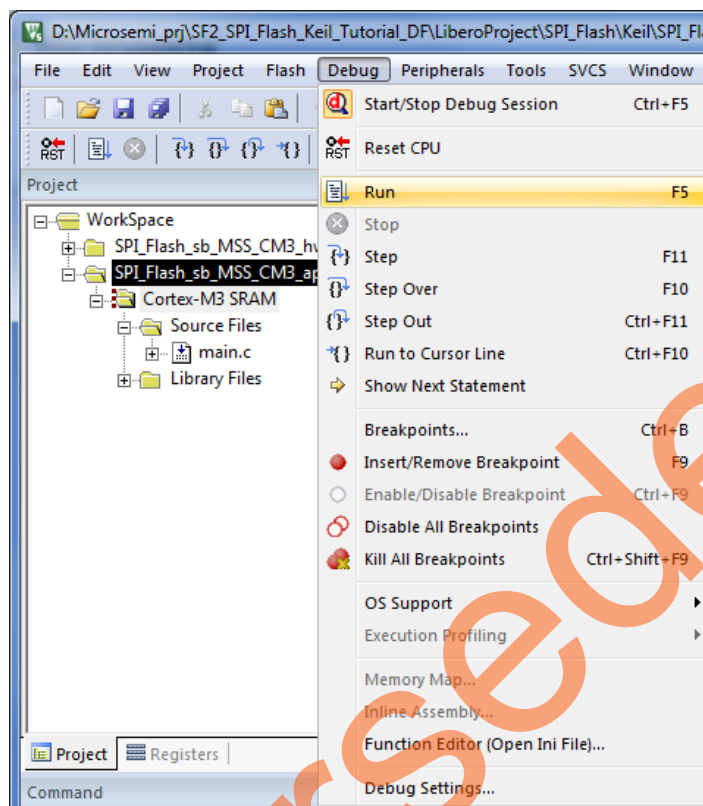 D:\Microsemi_prj\SF2_SPI_Flash_Keil_Tutorial_DF\LiberoProject\SPI_Flash\Keil\SPI_Fl
File Edit View Project Flash Debug Peripherals Tools SVCS Window
Start/Stop Debug Session Ctrl+F5
RST RST Reset CPU
Project
Run F5
WorkSpace
Stop
SPI_Flash_sb_MSS_CM3_hw
Step F11
SPI_Flash_sb_MSS_CM3_ap
Step Over F10
Cortex-M3 SRAM
Step Out Ctrl+F11
Source Files
Run to Cursor Line Ctrl+F10
main.c
Show Next Statement
Library Files
Breakpoints... Ctrl+B
Insert/Remove Breakpoint F9
Enable/Disable Breakpoint Ctrl+F9
Disable All Breakpoints
Kill All Breakpoints Ctrl+Shift+F9
OS Support
Execution Profiling
Memory Map...
Inline Assembly...
Function Editor (Open Ini File)...
Project Registers
Debug Settings...
Command